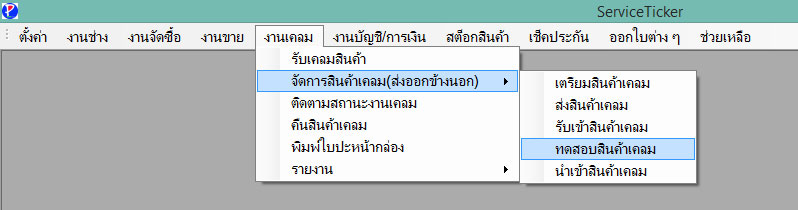 ServiceTicker
ตั้งค่า งานช่าง งานจัดซื้อ งานขาย งานเคลม งานบัญชี/การเงิน สต็อกสินค้า เช็คประกัน ออกใบต่าง ๆ ช่วยเหลือ
รับเคลมสินค้า
จัดการสินค้าเคลม(ส่งออกข้างนอก)
ติดตามสถานะงานเคลม
คืนสินค้าเคลม
พิมพ์ใบปะหน้ากล่อง
รายงาน
เตรียมสินค้าเคลม
ส่งสินค้าเคลม
รับเข้าสินค้าเคลม
ทดสอบสินค้าเคลม
นำเข้าสินค้าเคลม